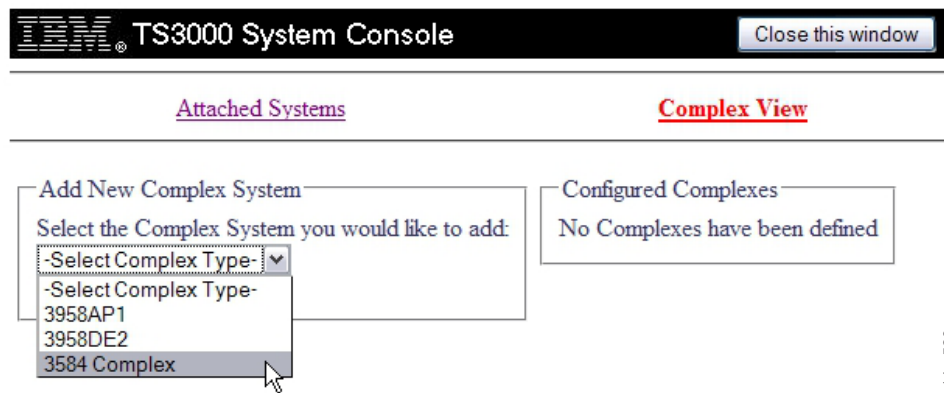 IBM® TS3000 System Console
Close this window
Attached Systems
Complex View
Add New Complex System
Select the Complex System you would like to add:
-Select Complex Type-
-Select Complex Type-
3958AP1
3958DE2
3584 Complex
Configured Complexes
No Complexes have been defined